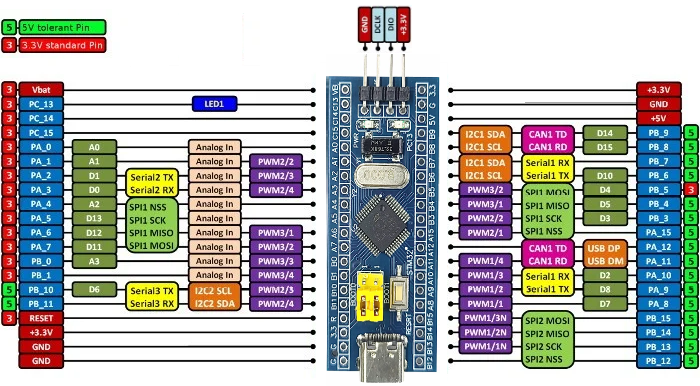 5 5V tolerant Pin
3 3.3V standard Pin
GND DCLK DIO +3.3V
3 Vbat
3 PC_13 LED1
3 PC_14
3 PC_15
3 PA_0 A0 Analog In
3 PA_1 A1 Analog In PWM2/2
3 PA_2 D1 Serial2 TX Analog In PWM2/3
3 PA_3 D0 Serial2 RX Analog In PWM2/4
3 PA_4 A2 SPI1 NSS Analog In
3 PA_5 D13 SPI1 SCK Analog In
3 PA_6 D12 SPI1 MISO Analog In PWM3/1
3 PA_7 D11 SPI1 MOSI Analog In PWM3/2
3 PB_0 A3 Analog In PWM3/3
3 PB_1 Analog In PWM3/4
5 PB_10 D6 Serial3 TX I2C2 SCL PWM2/3
5 PB_11 Serial3 RX I2C2 SDA PWM2/4
3 RESET
+3.3V
GND
GND
+3.3V
GND
+5V
I2C1 SDA CAN1 TD D14 PB_9 5
I2C1 SCL CAN1 RD D15 PB_8 5
I2C1 SDA Serial1 RX PB_7 5
I2C1 SCL Serial1 TX D10 PB_6 5
PWM3/2 SPI1 MOSI D4 PB_5 3
PWM3/1 SPI1 MISO D5 PB_4 5
PWM2/2 SPI1 SCK D3 PB_3 5
PWM2/1 SPI1 NSS PA_15 5
CAN1 TD USB DP PA_12 5
PWM1/4 CAN1 RD USB DM PA_11 5
PWM1/3 Serial1 RX D2 PA_10 5
PWM1/2 Serial1 TX D8 PA_9 5
PWM1/1 D7 PA_8 5
PWM1/3N SPI2 MOSI PB_15 5
PWM1/2N SPI2 MISO PB_14 5
PWM1/1N SPI2 SCK PB_13 5
SPI2 NSS PB_12 5